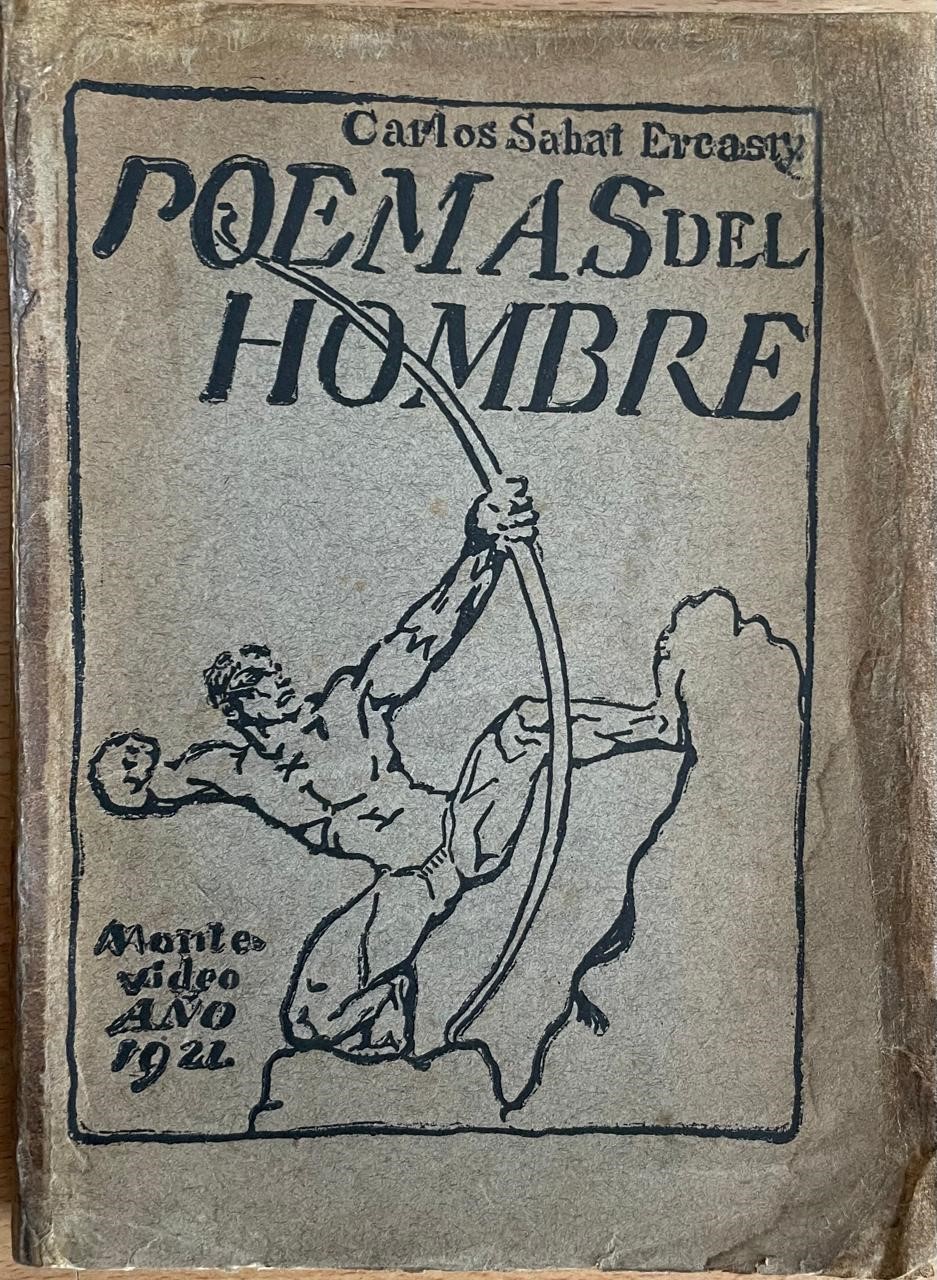 Carlos Sabat Ercasty
POEMAS DEL
HOMBRE
Monte-
video
AÑO
1921